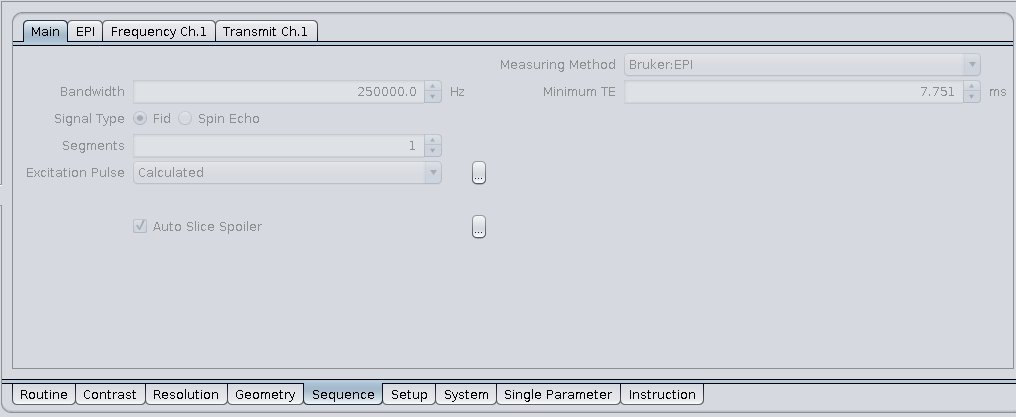 Main EPI Frequency Ch.1 Transmit Ch.1
Measuring Method Bruker:EPI
Bandwidth 250000.0 Hz Minimum TE 7.751 ms
Signal Type Fid Spin Echo
Segments 1
Excitation Pulse Calculated ...
Auto Slice Spoiler ...
Routine Contrast Resolution Geometry Sequence Setup System Single Parameter Instruction